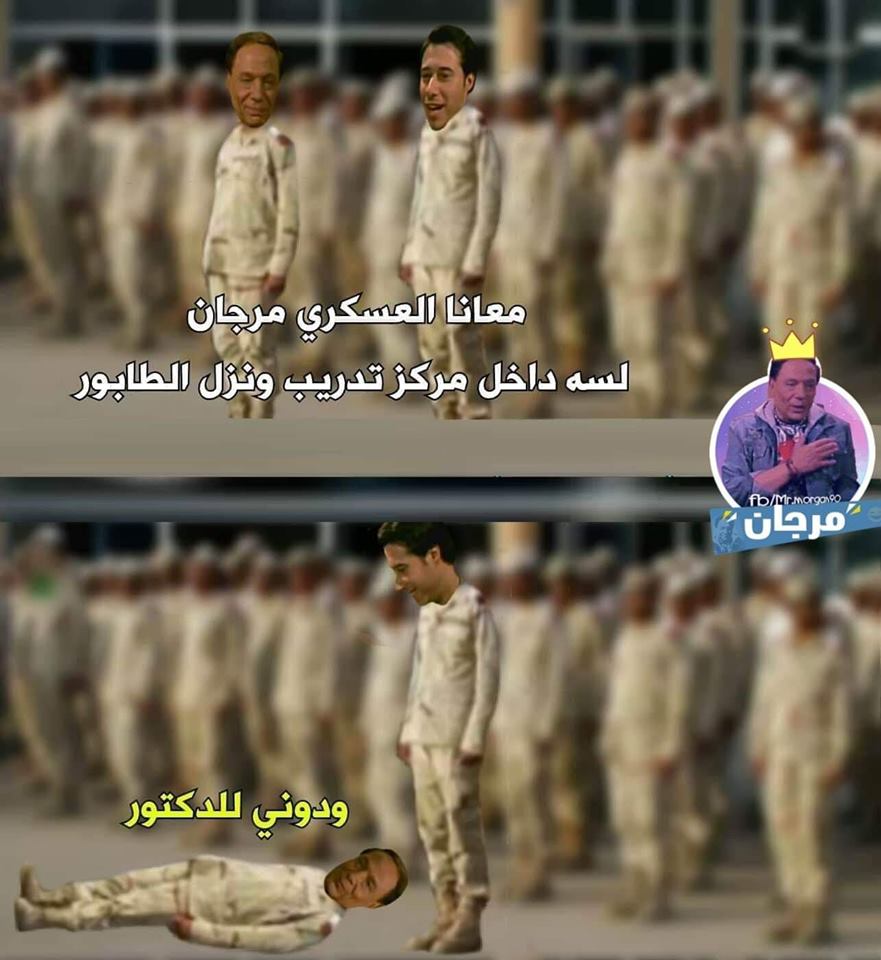 معانا العسكري مرجان
لسه داخل مركز تدريب ونزل الطابور
fb/Mr.morgan90
مرجان
ودوني للدكتور